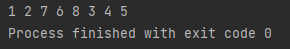 1 2 7 6 8 3 4 5
Process finished with exit code 0